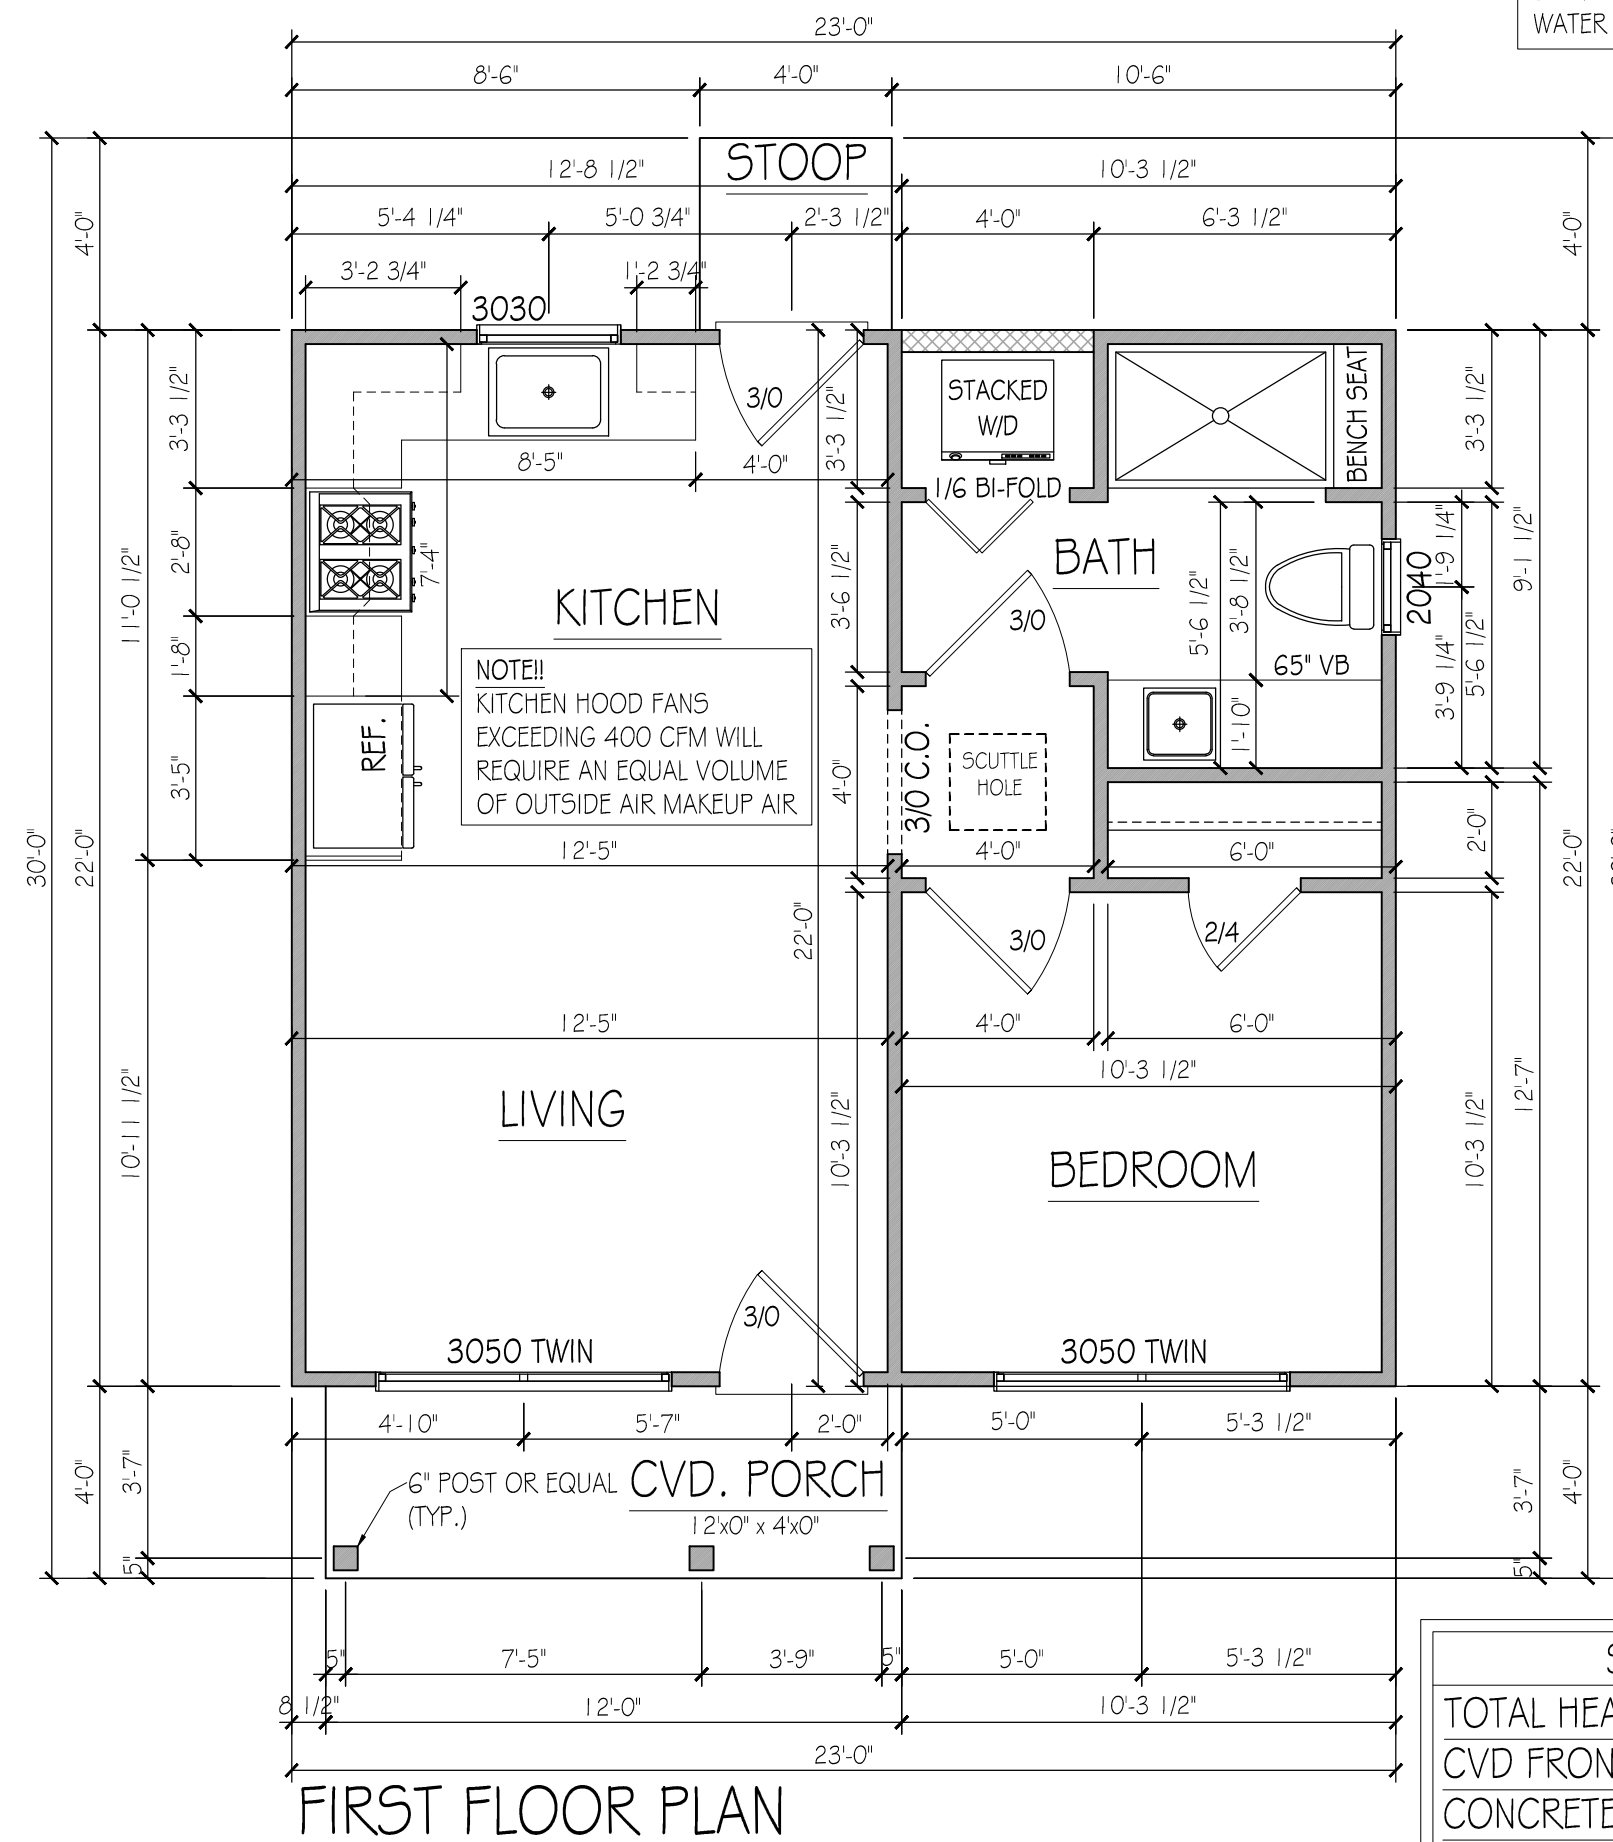 WATER
23'-0"
8'-6" 4'-0" 10'-6"
STOOP
12'-8 1/2" 10'-3 1/2"
5'-4 1/4" 5'-0 3/4" 2'-3 1/2" 4'-0" 6'-3 1/2"
4'-0" 4'-0"
3'-2 3/4" 1'-2 3/4"
3030
3'-3 1/2" 3/0 3'-3 1/2" STACKED
W/D
BENCH SEAT 3'-3 1/2"
8'-5" 4'-0"
1/6 BI-FOLD
11'-0 1/2" 2'-8" 7'-4" 3'-6 1/2"
BATH
5'-6 1/2" 3'-8 1/2" 2040 1'-9 1/4" 9'-1 1/2"
KITCHEN
3/0
1'-8" 65" VB 3'-9 1/4" 5'-6 1/2"
NOTE!!
KITCHEN HOOD FANS
EXCEEDING 400 CFM WILL
REQUIRE AN EQUAL VOLUME
OF OUTSIDE AIR MAKEUP AIR
REF. 3'-5" 4'-0" 3/0 C.O.
SCUTTLE
HOLE
1'-10"
30'-0" 22'-0" 2'-0" 22'-0"
12'-5" 4'-0" 6'-0"
22'-0" 3/0 2/4
12'-5" 4'-0" 6'-0"
10'-3 1/2"
10'-11 1/2" 10'-3 1/2" 10'-3 1/2" 12'-7"
LIVING
BEDROOM
3/0
3050 TWIN 3050 TWIN
4'-10" 5'-7" 2'-0" 5'-0" 5'-3 1/2"
4'-0" 3'-7" 3'-7" 4'-0"
6" POST OR EQUAL
(TYP.)
CVD. PORCH
12'x0" x 4'x0"
5" 5"
5" 7'-5" 3'-9" 5" 5'-0" 5'-3 1/2"
8 1/2" 12'-0" 10'-3 1/2"
23'-0"
FIRST FLOOR PLAN
TOTAL HEA
CVD FRON
CONCRETE